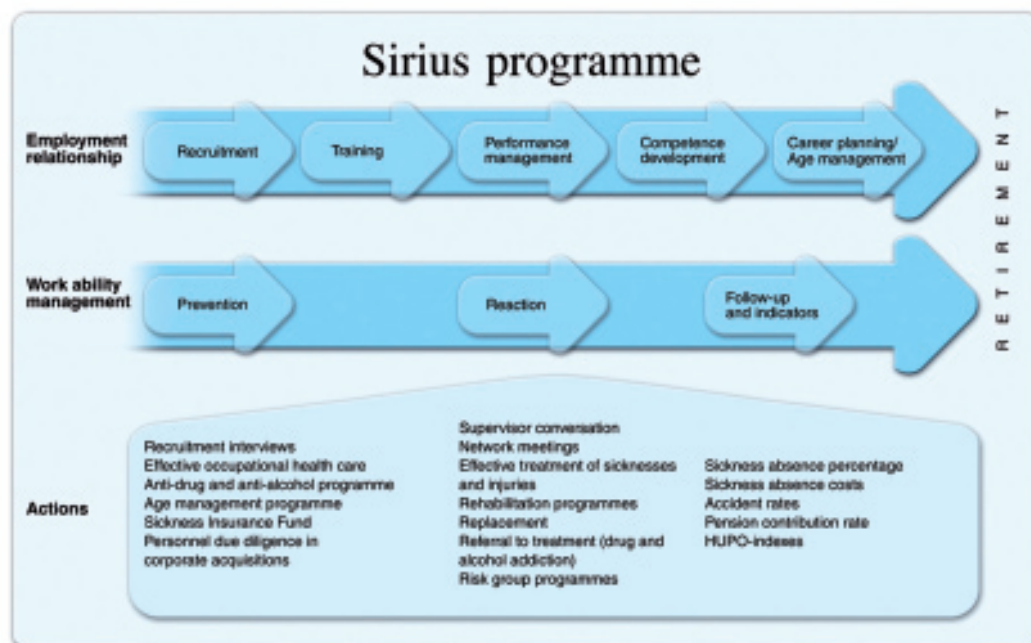 Sirius programme
Employment
relationship
Recruitment
Training
Performance
management
Competence
development
Career planning/
Age management
RETIREMENT
Work ability
management
Prevention
Reaction
Follow-up
and indicators
Actions
Recruitment interviews
Effective occupational health care
Anti-drug and anti-alcohol programme
Age management programme
Sickness Insurance Fund
Personnel due diligence in
corporate acquisitions
Supervisor conversation
Network meetings
Effective treatment of sicknesses
and injuries
Rehabilitation programmes
Replacement
Referral to treatment (drug and
alcohol addiction)
Risk group programmes
Sickness absence percentage
Sickness absence costs
Accident rates
Pension contribution rate
HUPO-indexes